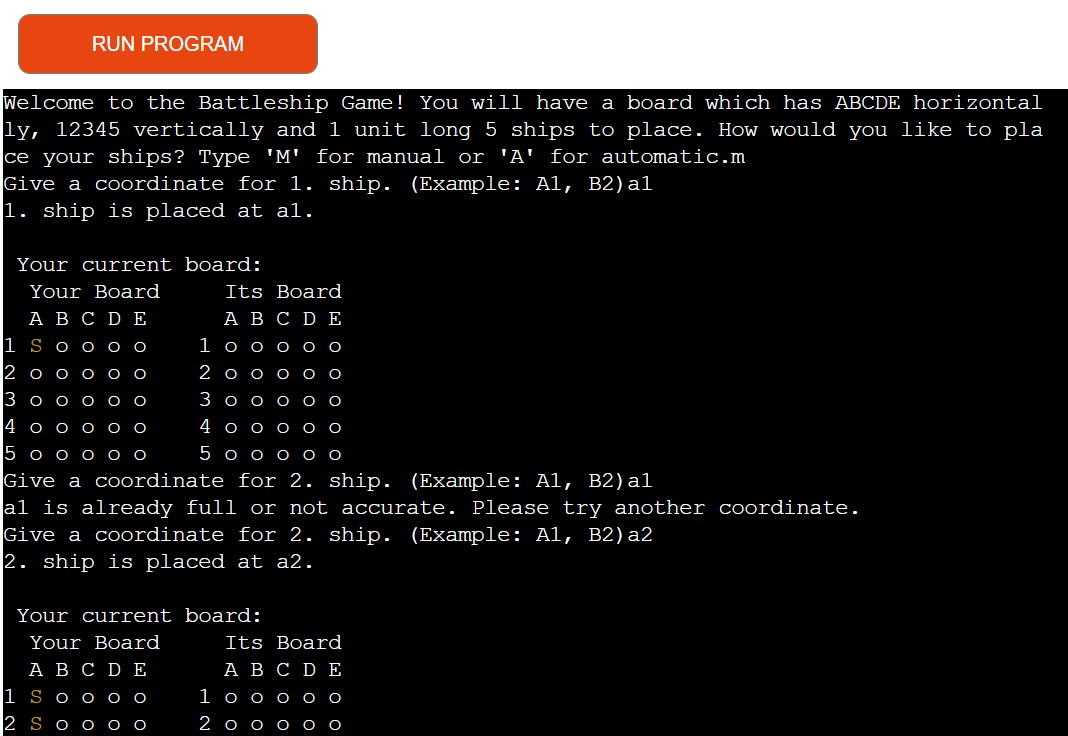 RUN PROGRAM
Welcome to the Battleship Game! You will have a board which has ABCDE horizontal
ly, 12345 vertically and 1 unit long 5 ships to place. How would you like to pla
ce your ships? Type 'M' for manual or 'A' for automatic.m
Give a coordinate for 1. ship. (Example: A1, B2)a1
1. ship is placed at a1.
Your current board:
Your Board     Its Board
A B C D E      A B C D E
1 S o o o o    1 o o o o o
2 o o o o o    2 o o o o o
3 o o o o o    3 o o o o o
4 o o o o o    4 o o o o o
5 o o o o o    5 o o o o o
Give a coordinate for 2. ship. (Example: A1, B2)a1
a1 is already full or not accurate. Please try another coordinate.
Give a coordinate for 2. ship. (Example: A1, B2)a2
2. ship is placed at a2.
Your current board:
Your Board     Its Board
A B C D E      A B C D E
1 S o o o o    1 o o o o o
2 S o o o o    2 o o o o o